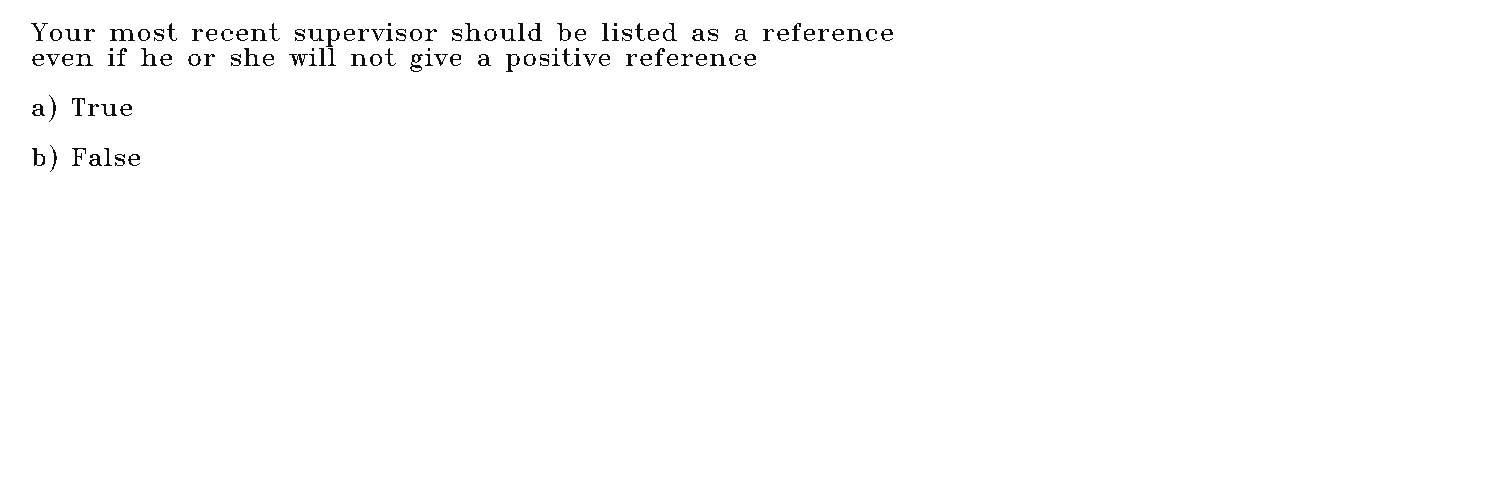 Your most recent supervisor should be listed as a reference
even if he or she will not give a positive reference
a) True
b) False